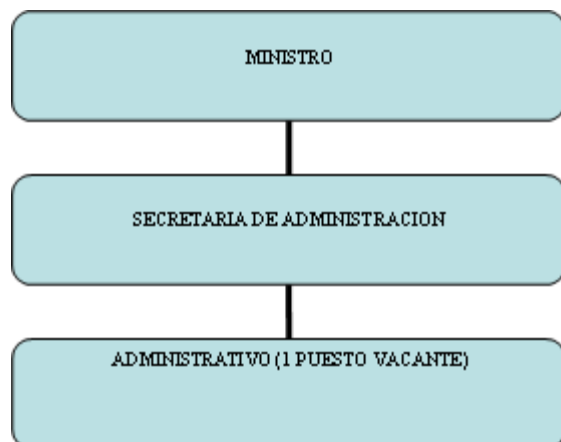 MINISTRO
SECRETARIA DE ADMINISTRACION
ADMINISTRATIVO (1 PUESTO VACANTE)